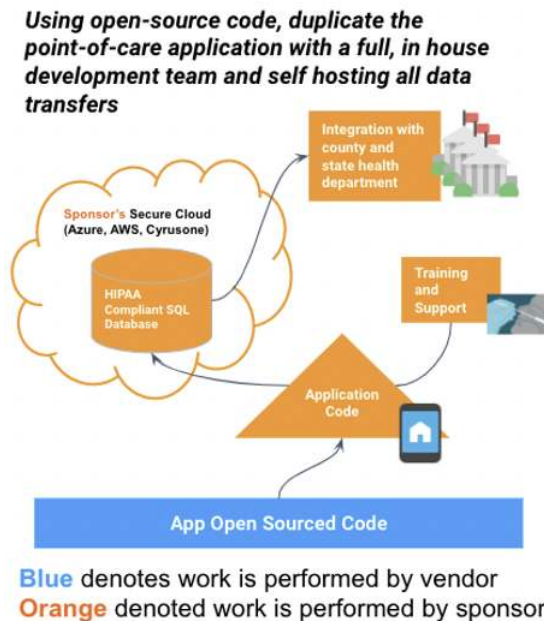 Using open-source code, duplicate the
point-of-care application with a full, in house
development team and self hosting all data
transfers
Integration with
county and
state health
department
Sponsor's Secure Cloud
(Azure, AWS, Cyrusone)
HIPAA
Compliant SQL
Database
Training
and
Support
Application
Code
App Open Sourced Code
Blue denotes work is performed by vendor
Orange denoted work is performed by sponsor